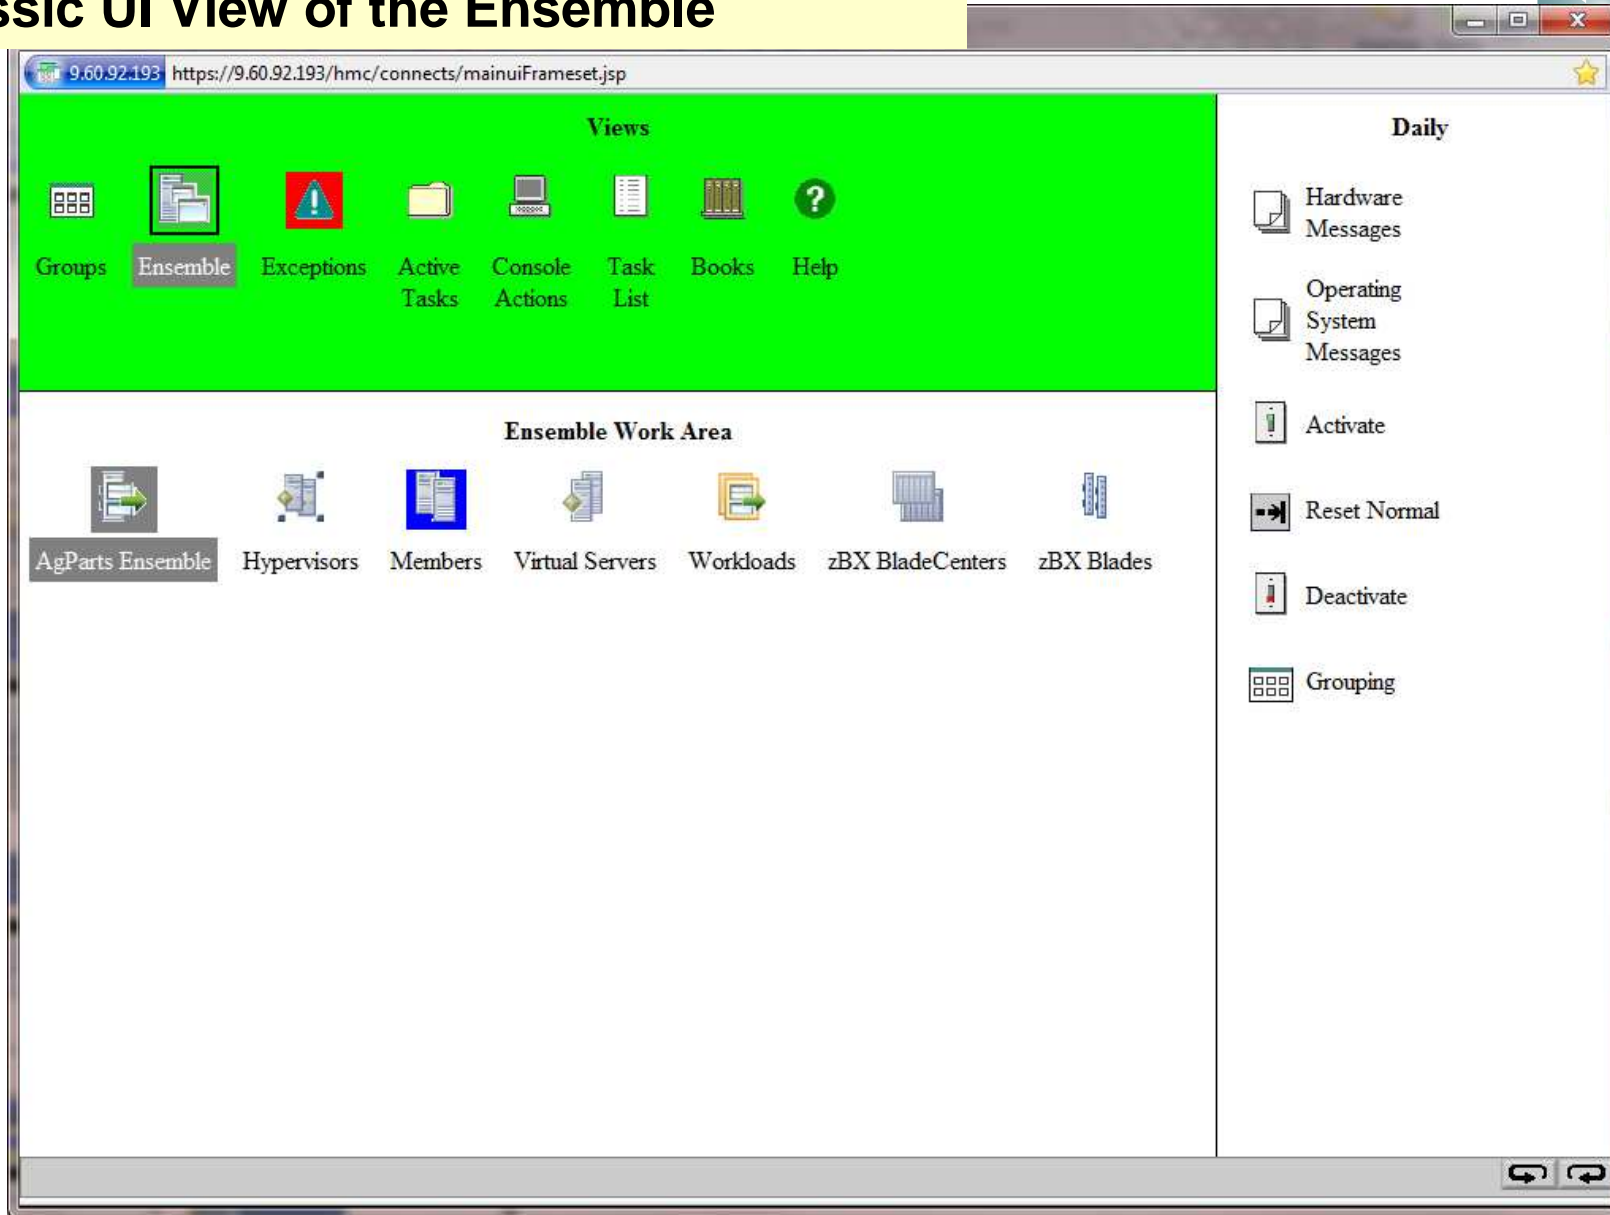 ssic UI View of the Ensemble
9.60.92.193 https://9.60.92.193/hmc/connects/mainuiFrameset.jsp
Views
Groups
Ensemble
Exceptions
Active
Tasks
Console
Actions
Task
List
Books
Help
Ensemble Work Area
AgParts Ensemble
Hypervisors
Members
Virtual Servers
Workloads
zBX BladeCenters
zBX Blades
Daily
Hardware
Messages
Operating
System
Messages
Activate
Reset Normal
Deactivate
Grouping